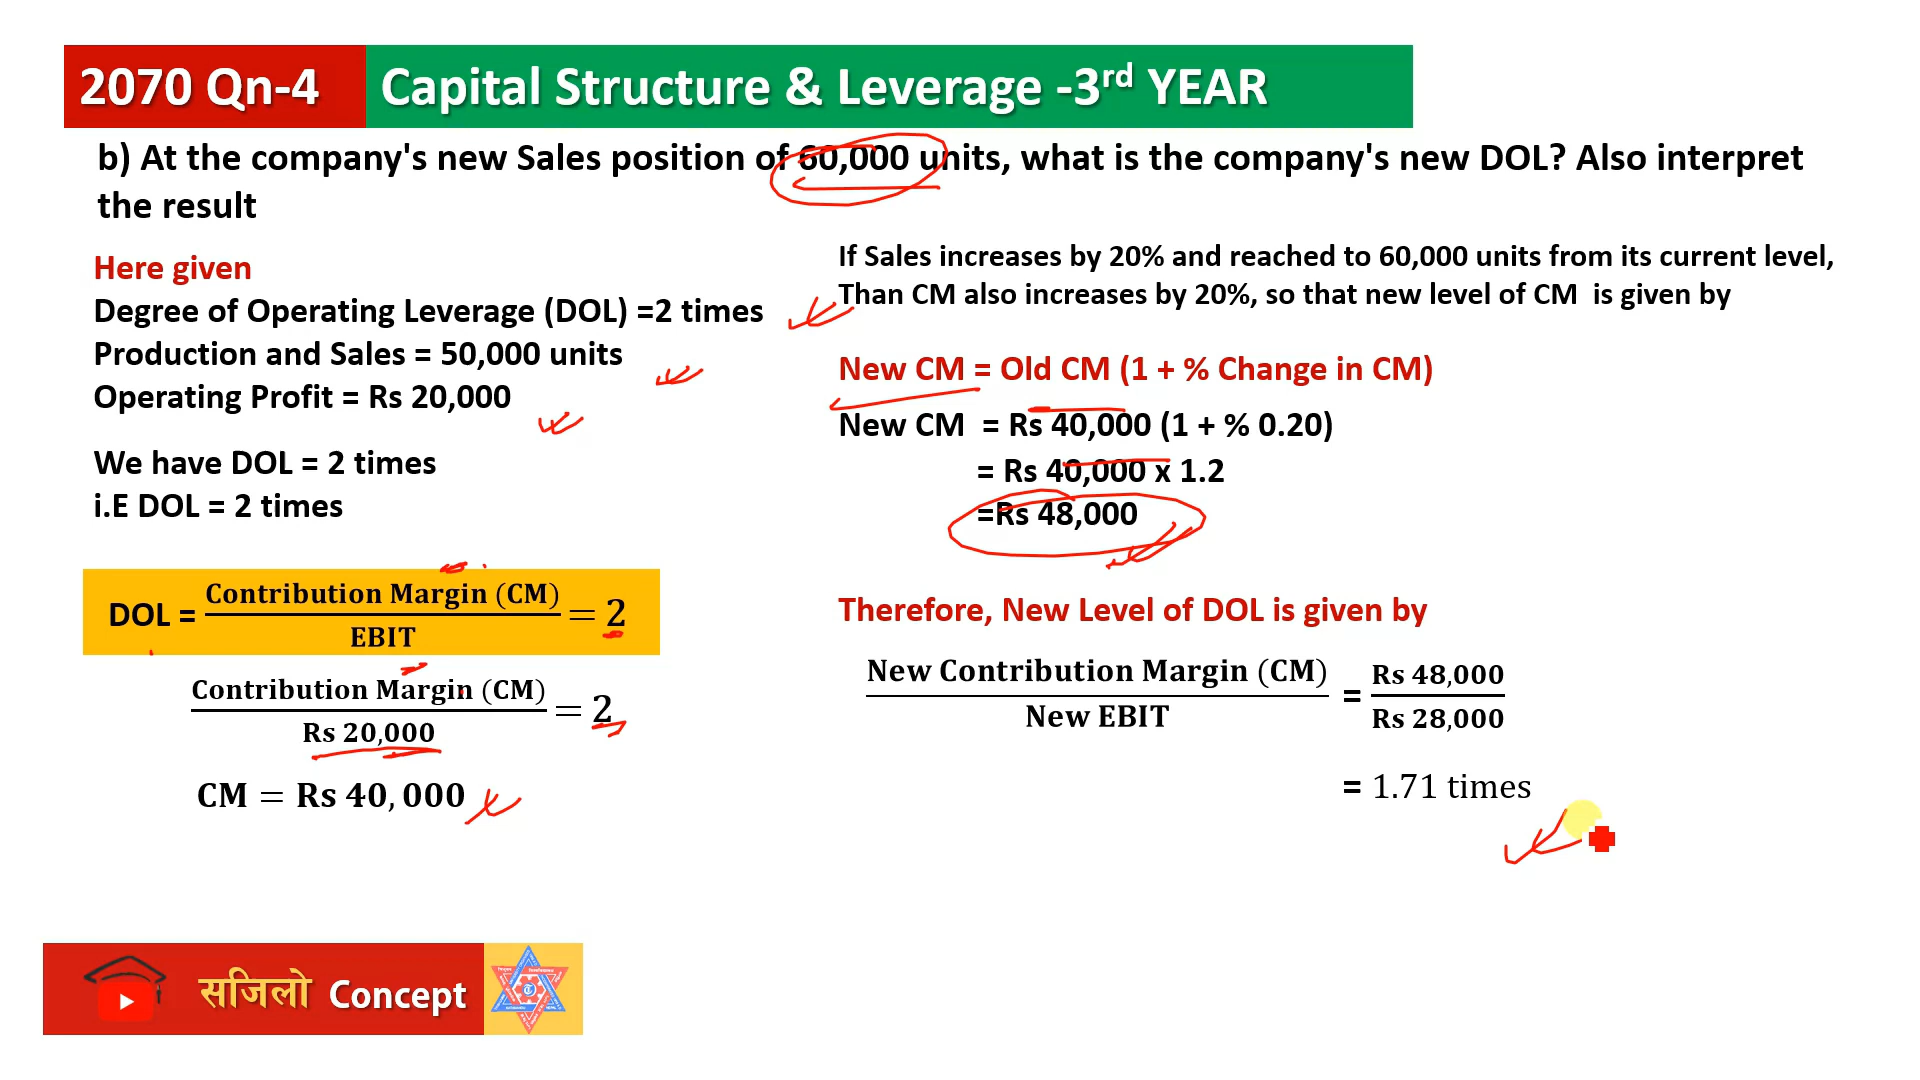 2070 Qn-4
Capital Structure & Leverage -3rd YEAR
b) At the company's new Sales position of 60,000 units, what is the company's new DOL? Also interpret
the result
Here given
Degree of Operating Leverage (DOL) =2 times
Production and Sales = 50,000 units
Operating Profit = Rs 20,000
We have DOL = 2 times
i.E DOL = 2 times
DOL = Contribution Margin (CM) / EBIT = 2
Contribution Margin (CM) / Rs 20,000 = 2
CM = Rs 40,000
If Sales increases by 20% and reached to 60,000 units from its current level,
Than CM also increases by 20%, so that new level of CM is given by
New CM = Old CM (1 + % Change in CM)
New CM = Rs 40,000 (1 + % 0.20)
= Rs 40,000 x 1.2
=Rs 48,000
Therefore, New Level of DOL is given by
New Contribution Margin (CM) / New EBIT = Rs 48,000 / Rs 28,000
= 1.71 times
सजिलो Concept